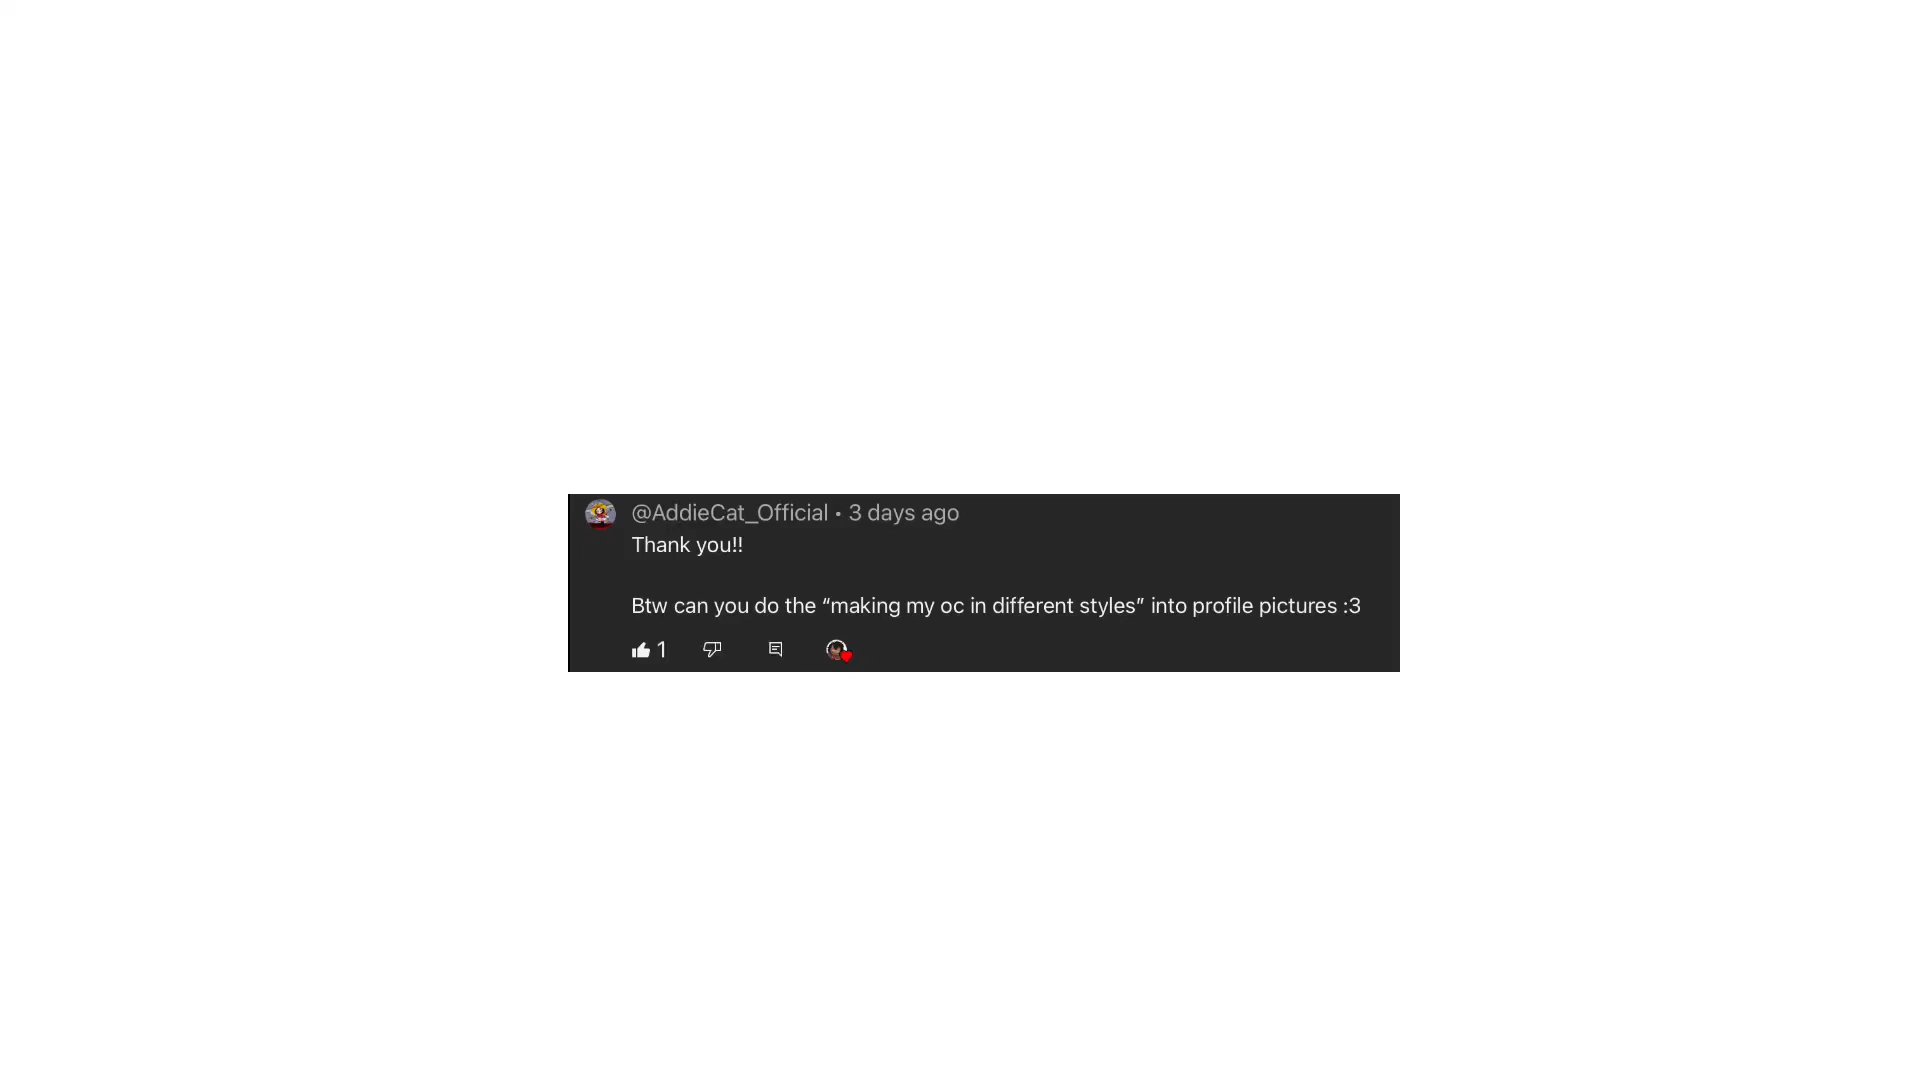 @AddieCat_Official • 3 days ago
Thank you!!
Btw can you do the “making my oc in different styles” into profile pictures :3
1